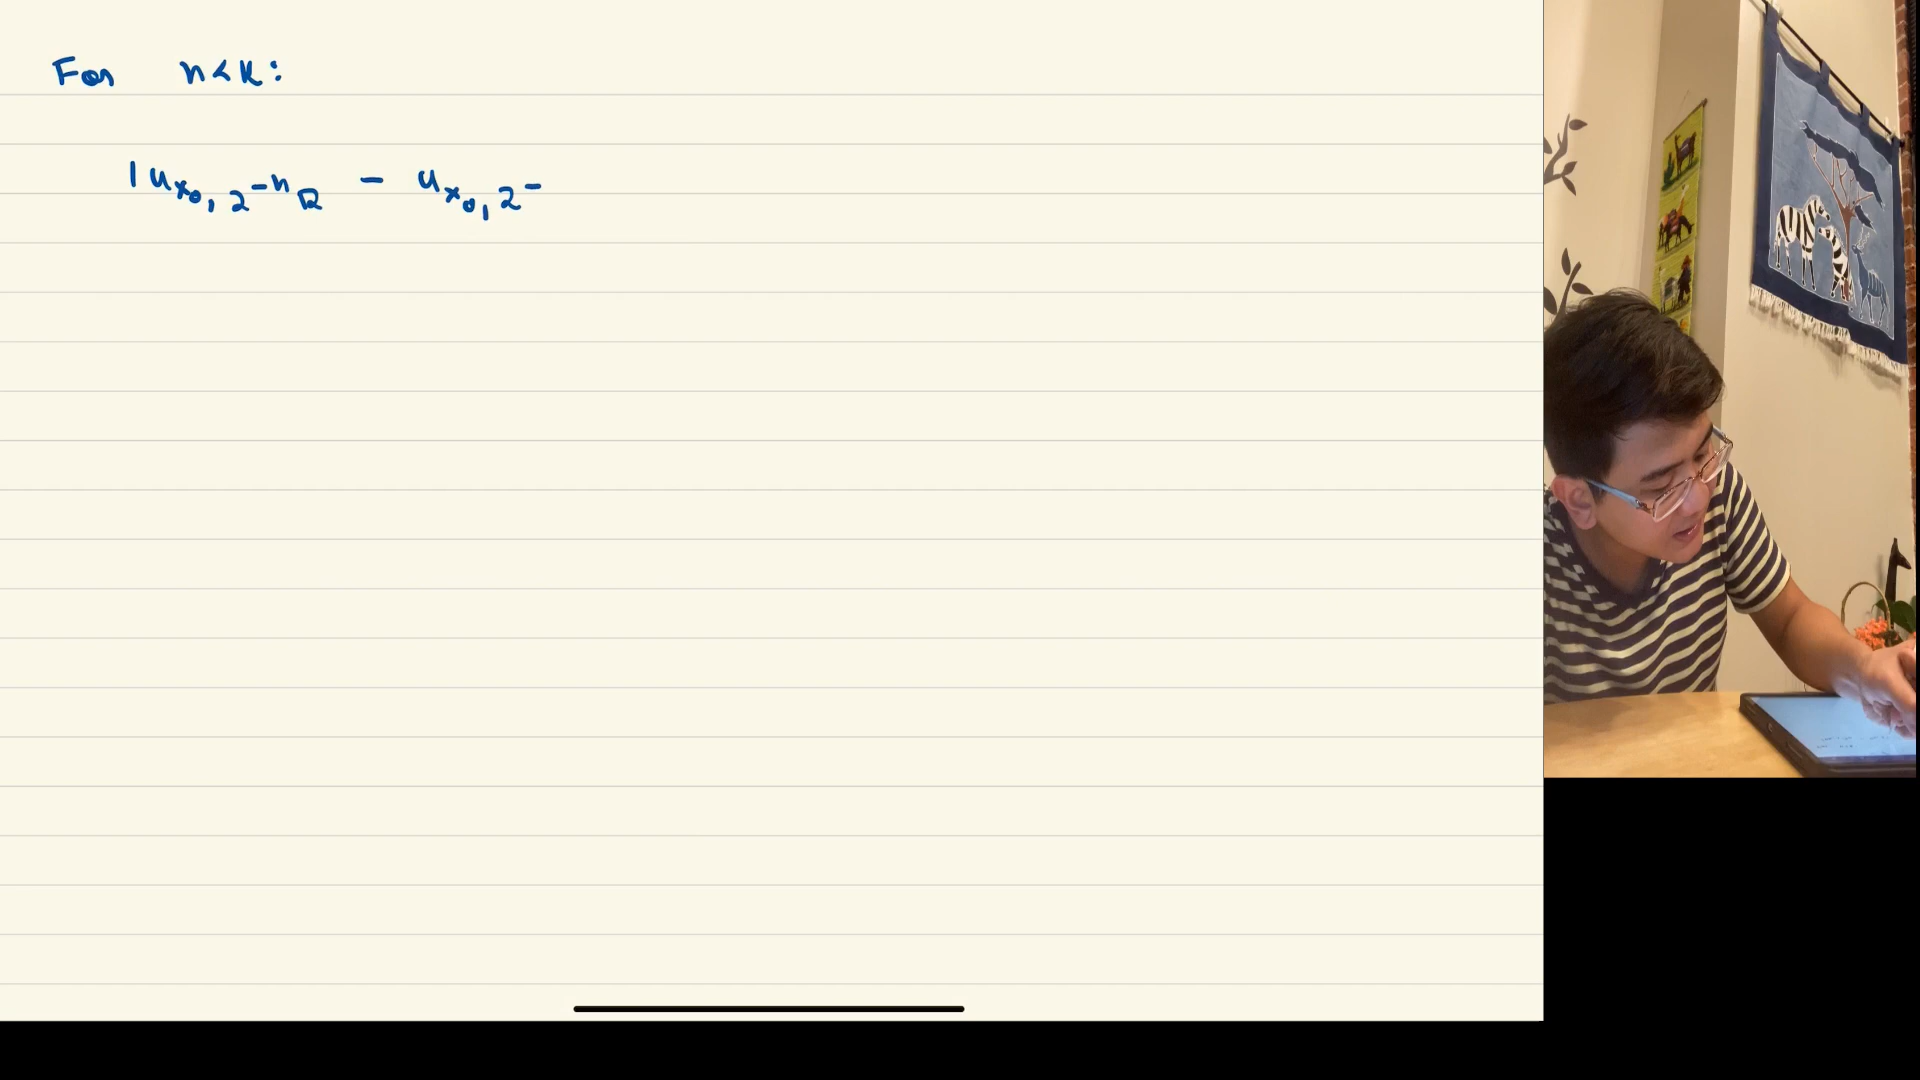 For n<k:
|u_{x_0, 2^{-n}R} - u_{x_0, 2^-